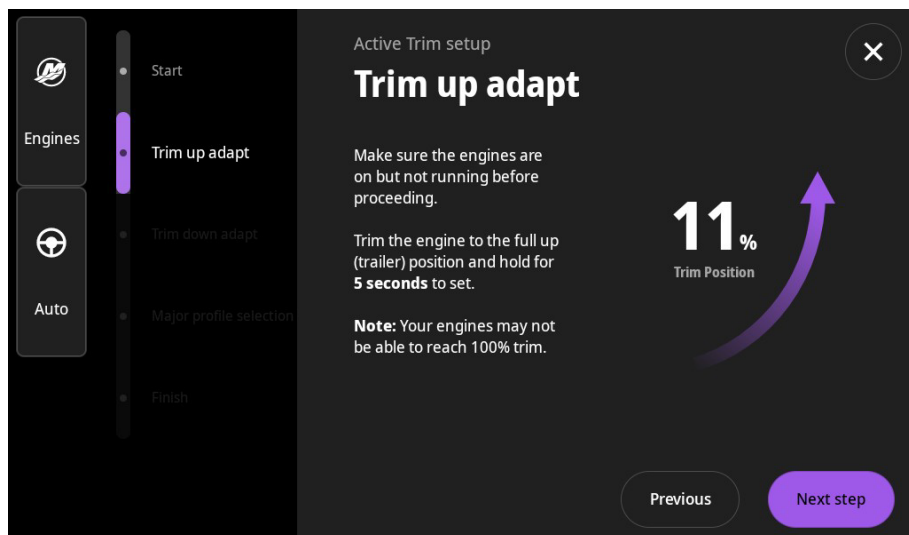 Engines
Auto
Start
Trim up adapt
Trim down adapt
Major profile selection
Finish
Active Trim setup
Trim up adapt
Make sure the engines are
on but not running before
proceeding.
Trim the engine to the full up
(trailer) position and hold for
5 seconds to set.
Note: Your engines may not
be able to reach 100% trim.
11%
Trim Position
Previous
Next step